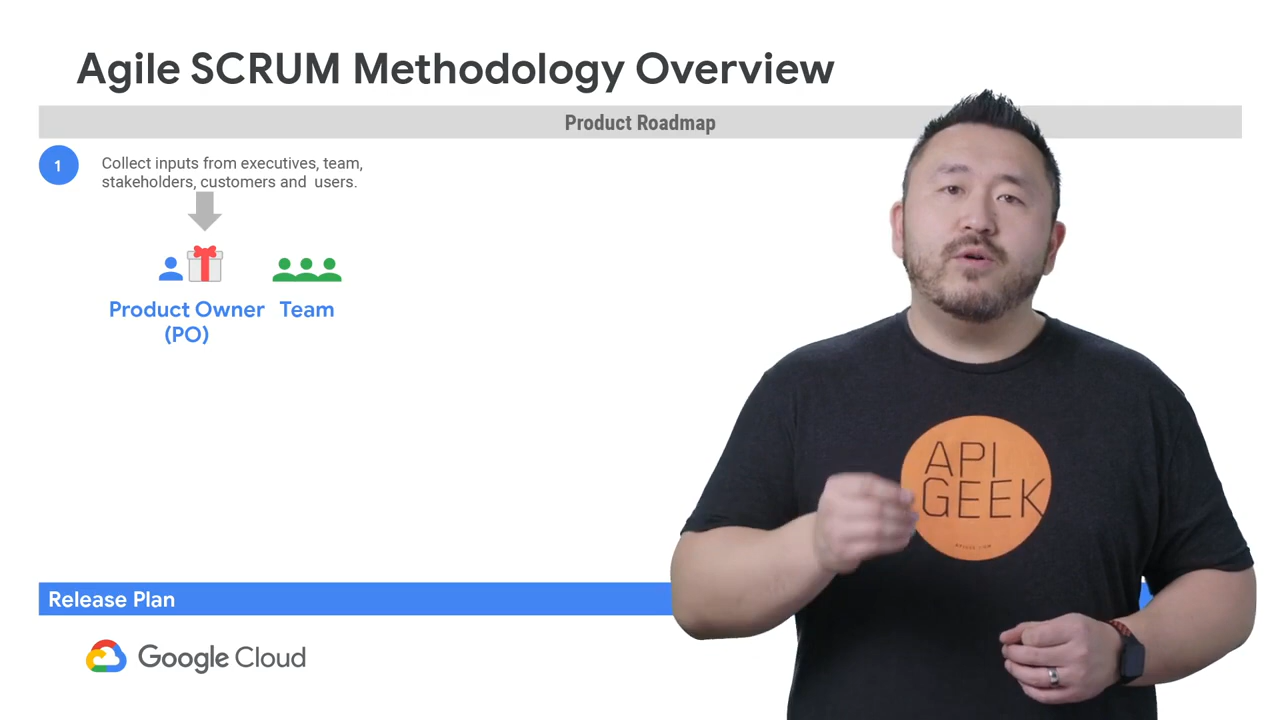 Agile SCRUM Methodology Overview
Product Roadmap
1
Collect inputs from executives, team,
stakeholders, customers and users.
Product Owner
(PO)
Team
API
GEEK
Release Plan
Google Cloud